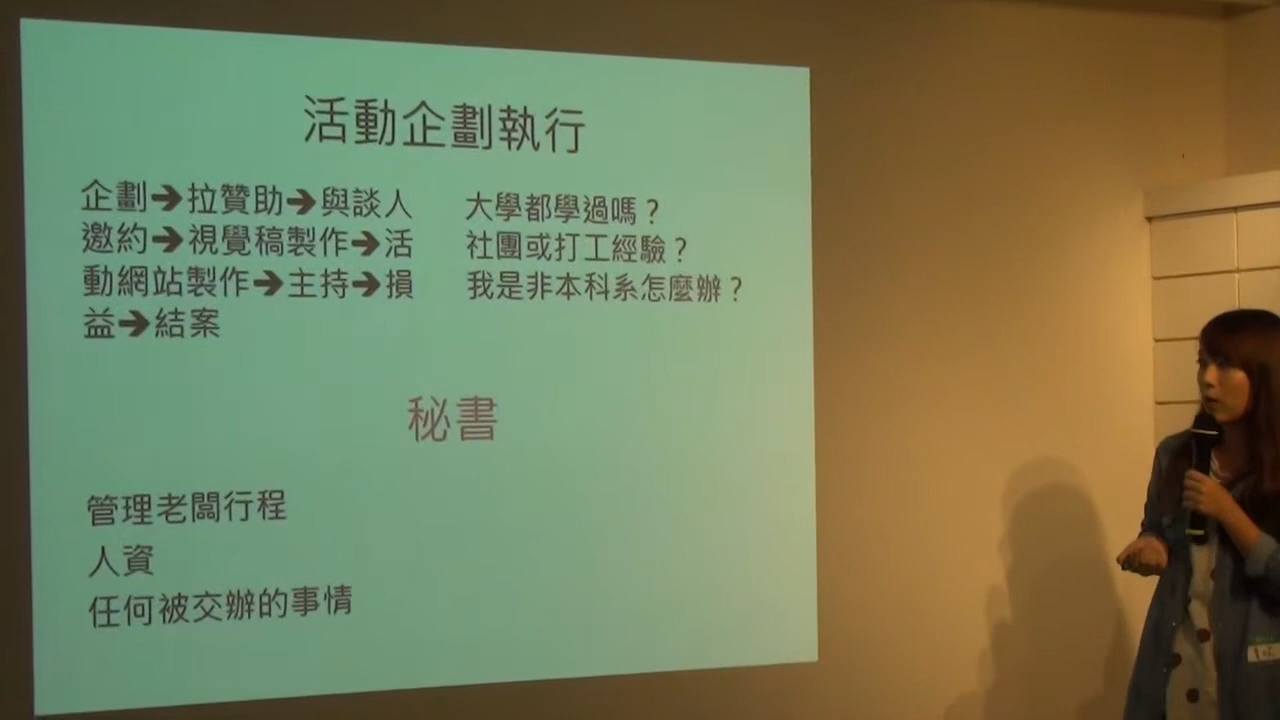 活動企劃執行
企劃➔拉贊助➔與談人
邀約➔視覺稿製作➔活
動網站製作➔主持➔損
益➔結案
大學都學過嗎？
社團或打工經驗？
我是非本科系怎麼辦？
秘書
管理老闆行程
人資
任何被交辦的事情